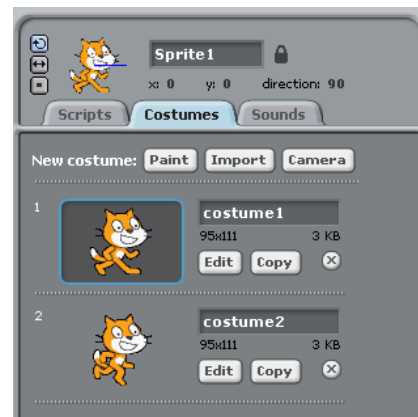 Sprite1
x: 0 y: 0 direction: 90
Scripts Costumes Sounds
New costume: Paint Import Camera
1
costume1
95x111 3 KB
Edit Copy
2
costume2
95x111 3 KB
Edit Copy